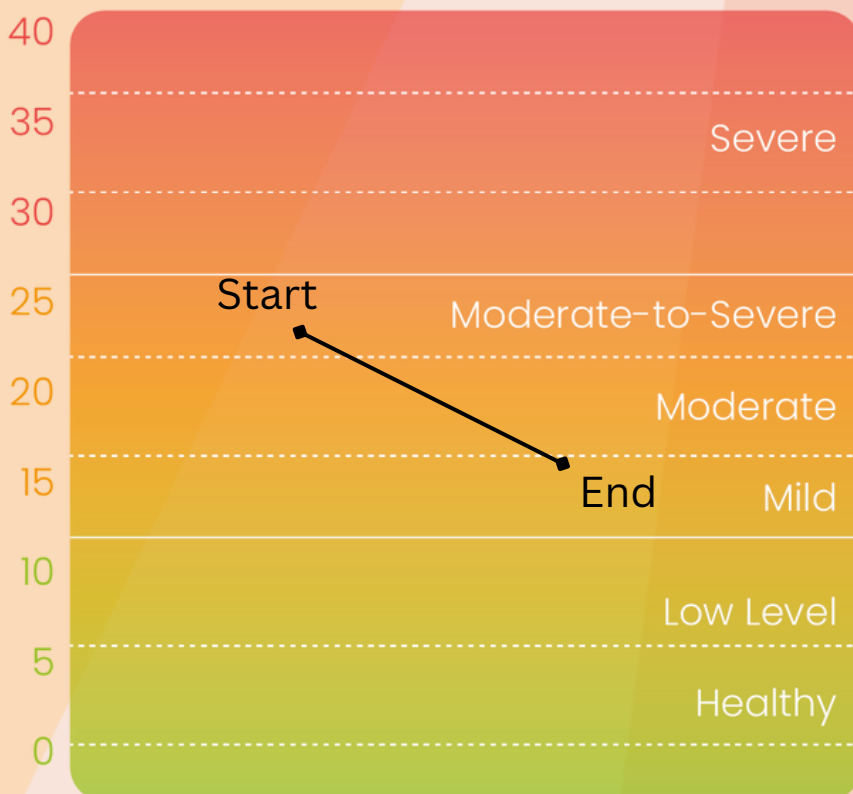 40
35
Severe
30
Start
25
Moderate-to-Severe
20
Moderate
15
End
Mild
10
Low Level
5
Healthy
0